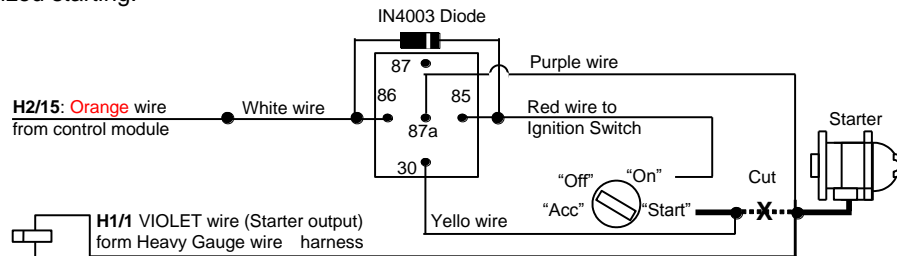 starting.
IN4003 Diode
87
Purple wire
86
85
H2/15: Orange wire
from control module
White wire
87a
Red wire to
Ignition Switch
Starter
30
"Off"
"On"
Cut
"Acc"
"Start"
X
H1/1 VIOLET wire (Starter output)
form Heavy Gauge wire harness
Yello wire